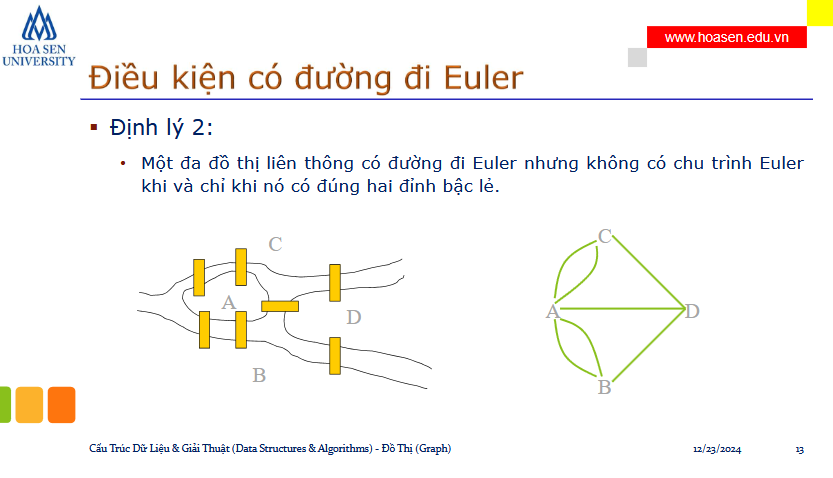 HOA SEN
UNIVERSITY
www.hoasen.edu.vn
Điều kiện có đường đi Euler
▪ Định lý 2:
• Một đa đồ thị liên thông có đường đi Euler nhưng không có chu trình Euler
khi và chỉ khi nó có đúng hai đỉnh bậc lẻ.
C
A
D
B
C
A
D
B
Cấu Trúc Dữ Liệu & Giải Thuật (Data Structures & Algorithms) - Đồ Thị (Graph)
12/23/2024
13